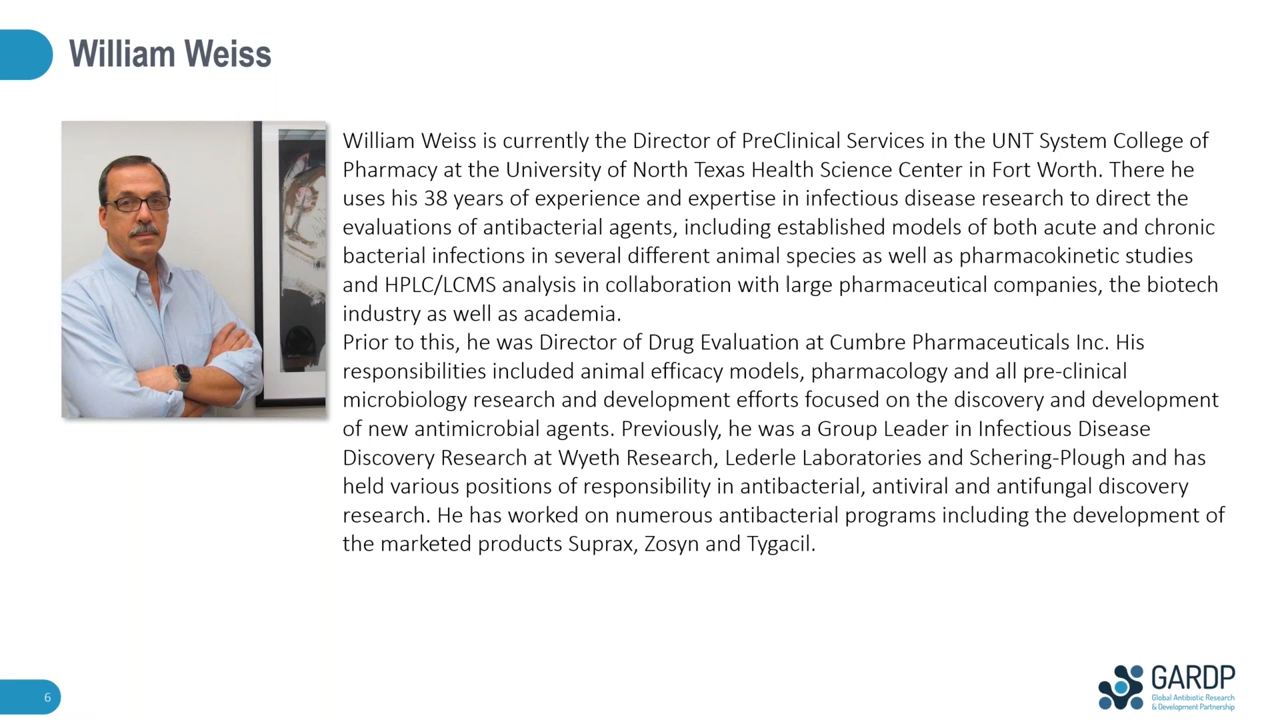 William Weiss
William Weiss is currently the Director of PreClinical Services in the UNT System College of
Pharmacy at the University of North Texas Health Science Center in Fort Worth. There he
uses his 38 years of experience and expertise in infectious disease research to direct the
evaluations of antibacterial agents, including established models of both acute and chronic
bacterial infections in several different animal species as well as pharmacokinetic studies
and HPLC/LCMS analysis in collaboration with large pharmaceutical companies, the biotech
industry as well as academia.
Prior to this, he was Director of Drug Evaluation at Cumbre Pharmaceuticals Inc. His
responsibilities included animal efficacy models, pharmacology and all pre-clinical
microbiology research and development efforts focused on the discovery and development
of new antimicrobial agents. Previously, he was a Group Leader in Infectious Disease
Discovery Research at Wyeth Research, Lederle Laboratories and Schering-Plough and has
held various positions of responsibility in antibacterial, antiviral and antifungal discovery
research. He has worked on numerous antibacterial programs including the development of
the marketed products Suprax, Zosyn and Tygacil.
6
GARDP
Global Antibiotic Research
& Development Partnership